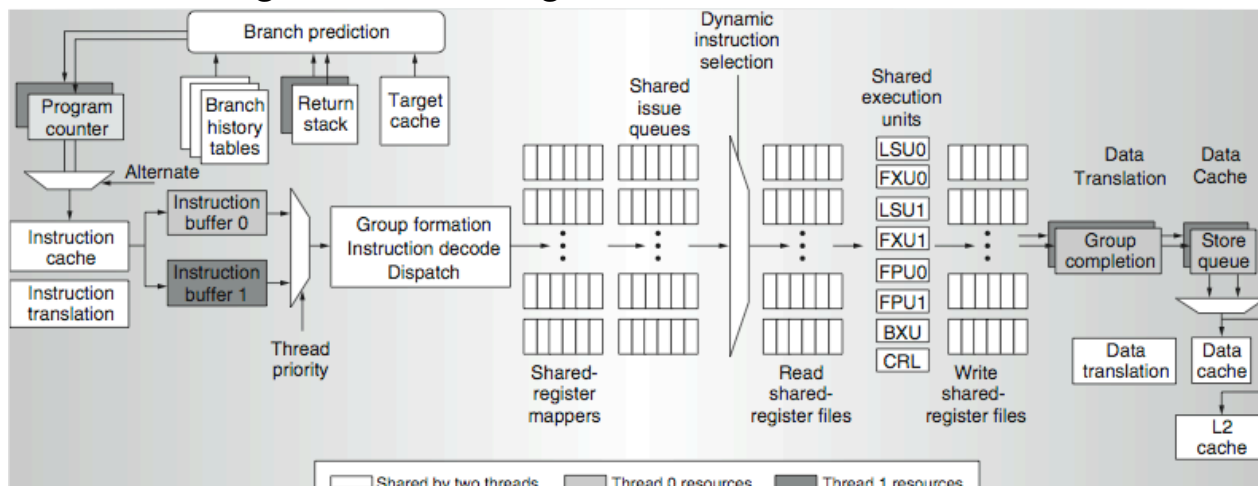 Branch prediction
Program
counter
Branch
history
tables
Return
stack
Target
cache
Alternate
Instruction
cache
Instruction
translation
Instruction
buffer 0
Instruction
buffer 1
Thread
priority
Group formation
Instruction decode
Dispatch
Shared-
register
mappers
Shared
issue
queues
Dynamic
instruction
selection
Read
shared-
register files
Shared
execution
units
LSU0
FXU0
LSU1
FXU1
FPU0
FPU1
BXU
CRL
Write
shared-
register files
Data
Translation
Group
completion
Data
Cache
Store
queue
Data
translation
Data
cache
L2
cache
Shared by two threads
Thread 0 resources
Thread 1 resources